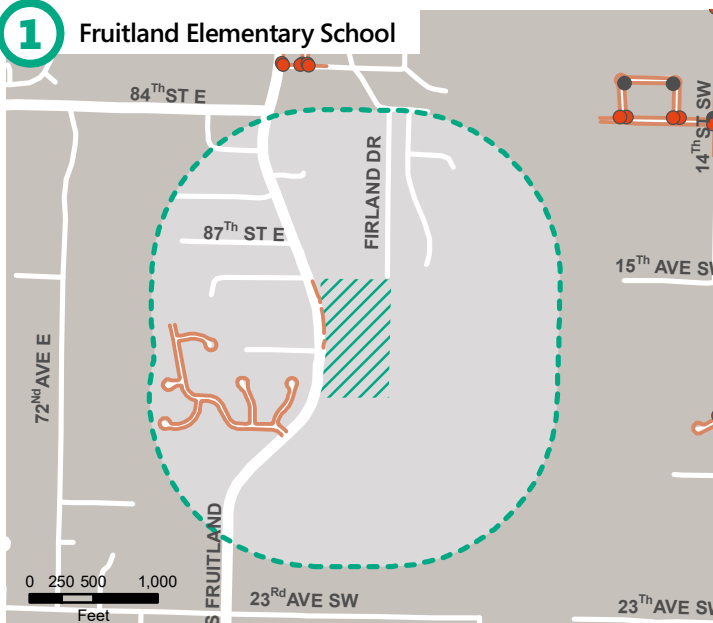 1 Fruitland Elementary School
84Th ST E
14Th ST SW
FIRLAND DR
87Th ST E
15Th AVE SW
72Nd AVE E
S FRUITLAND
0 250 500 1,000
Feet
23Rd AVE SW
23Th AVE SW